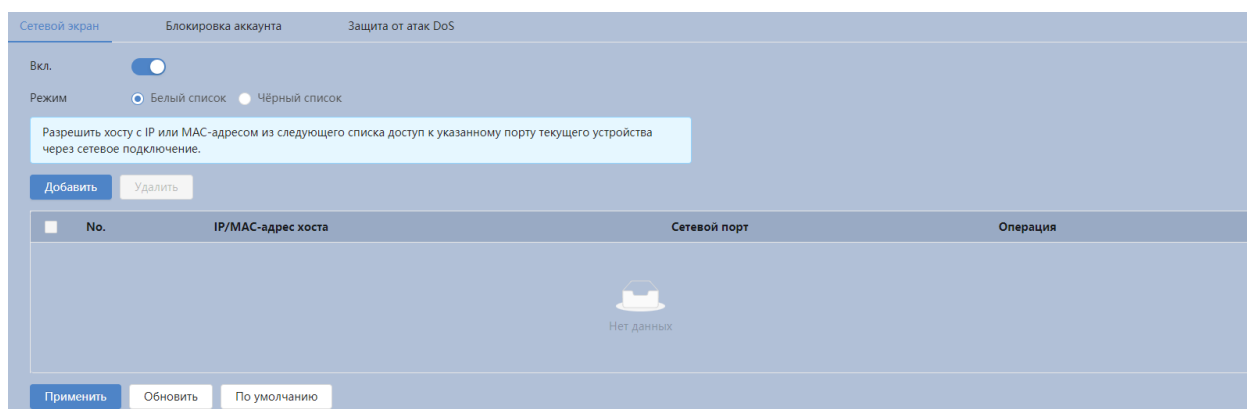 Сетевой экран Блокировка аккаунта Защита от атак DoS
Вкл.
Режим Белый список Чёрный список
Разрешить хосту с IP или MAC-адресом из следующего списка доступ к указанному порту текущего устройства
через сетевое подключение.
Добавить Удалить
No. IP/MAC-адрес хоста Сетевой порт Операция
Нет данных
Применить Обновить По умолчанию